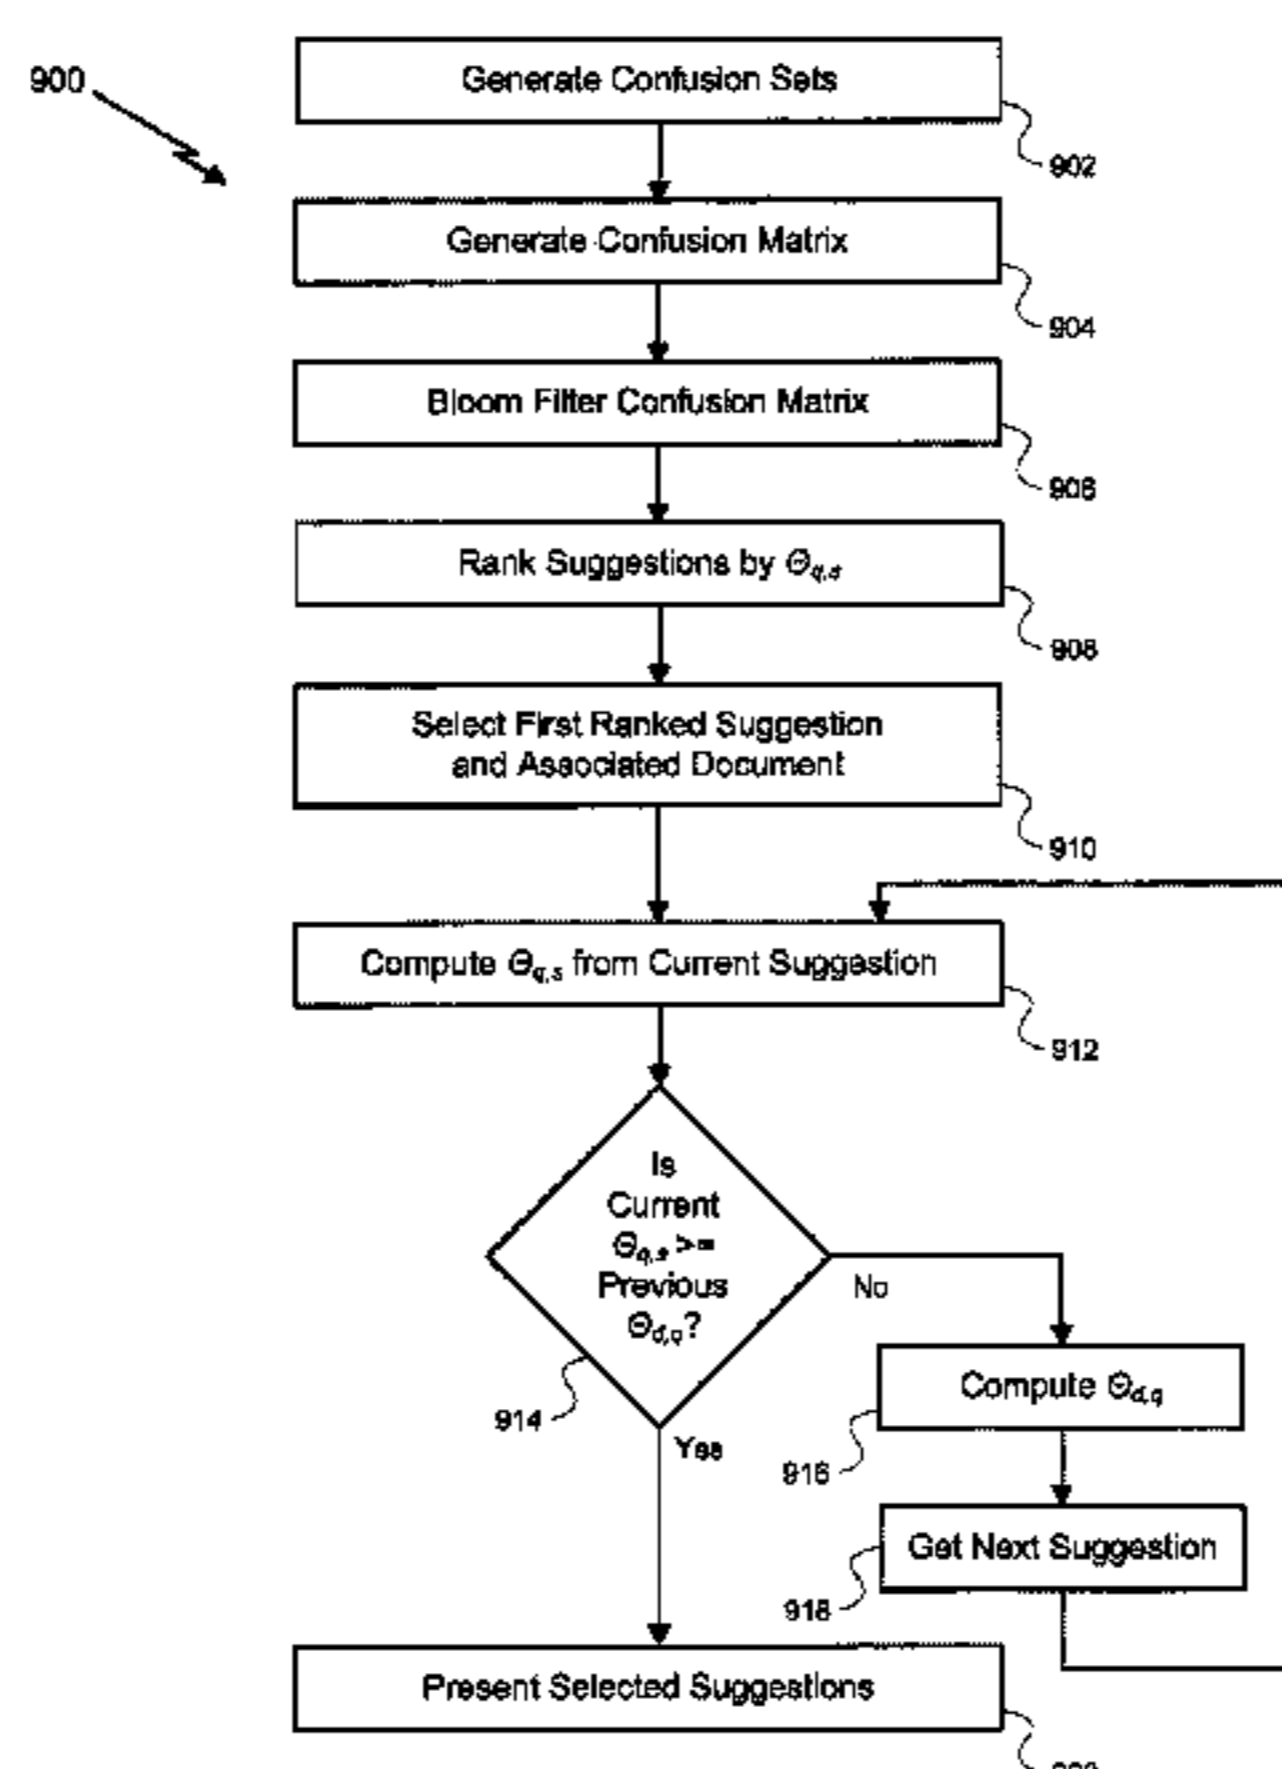 900
Generate Confusion Sets
902
Generate Confusion Matrix
904
Bloom Filter Confusion Matrix
906
Rank Suggestions by Θq,s
908
Select First Ranked Suggestion
and Associated Document
910
Compute Θq,s from Current Suggestion
912
Is
Current
Θq,s >=
Previous
Θd,q?
No
914
Yes
Compute Θd,q
916
Get Next Suggestion
918
Present Selected Suggestions